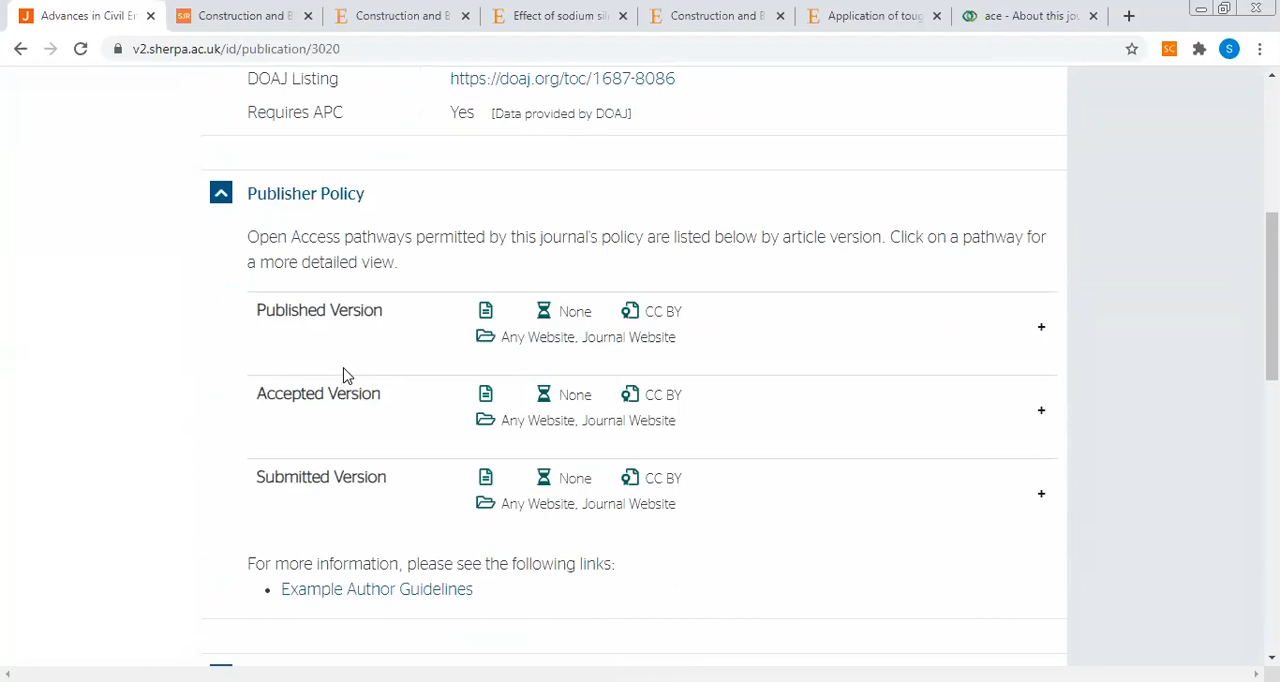 Advances in Civil En
Construction and B
Construction and B
Effect of sodium sil
Construction and B
Application of toug
ace - About this jou
v2.sherpa.ac.uk/id/publication/3020
DOAJ Listing https://doaj.org/toc/1687-8086
Requires APC Yes [Data provided by DOAJ]
Publisher Policy
Open Access pathways permitted by this journal's policy are listed below by article version. Click on a pathway for
a more detailed view.
Published Version None CC BY
Any Website, Journal Website
+
Accepted Version None CC BY
Any Website, Journal Website
+
Submitted Version None CC BY
Any Website, Journal Website
+
For more information, please see the following links:
• Example Author Guidelines